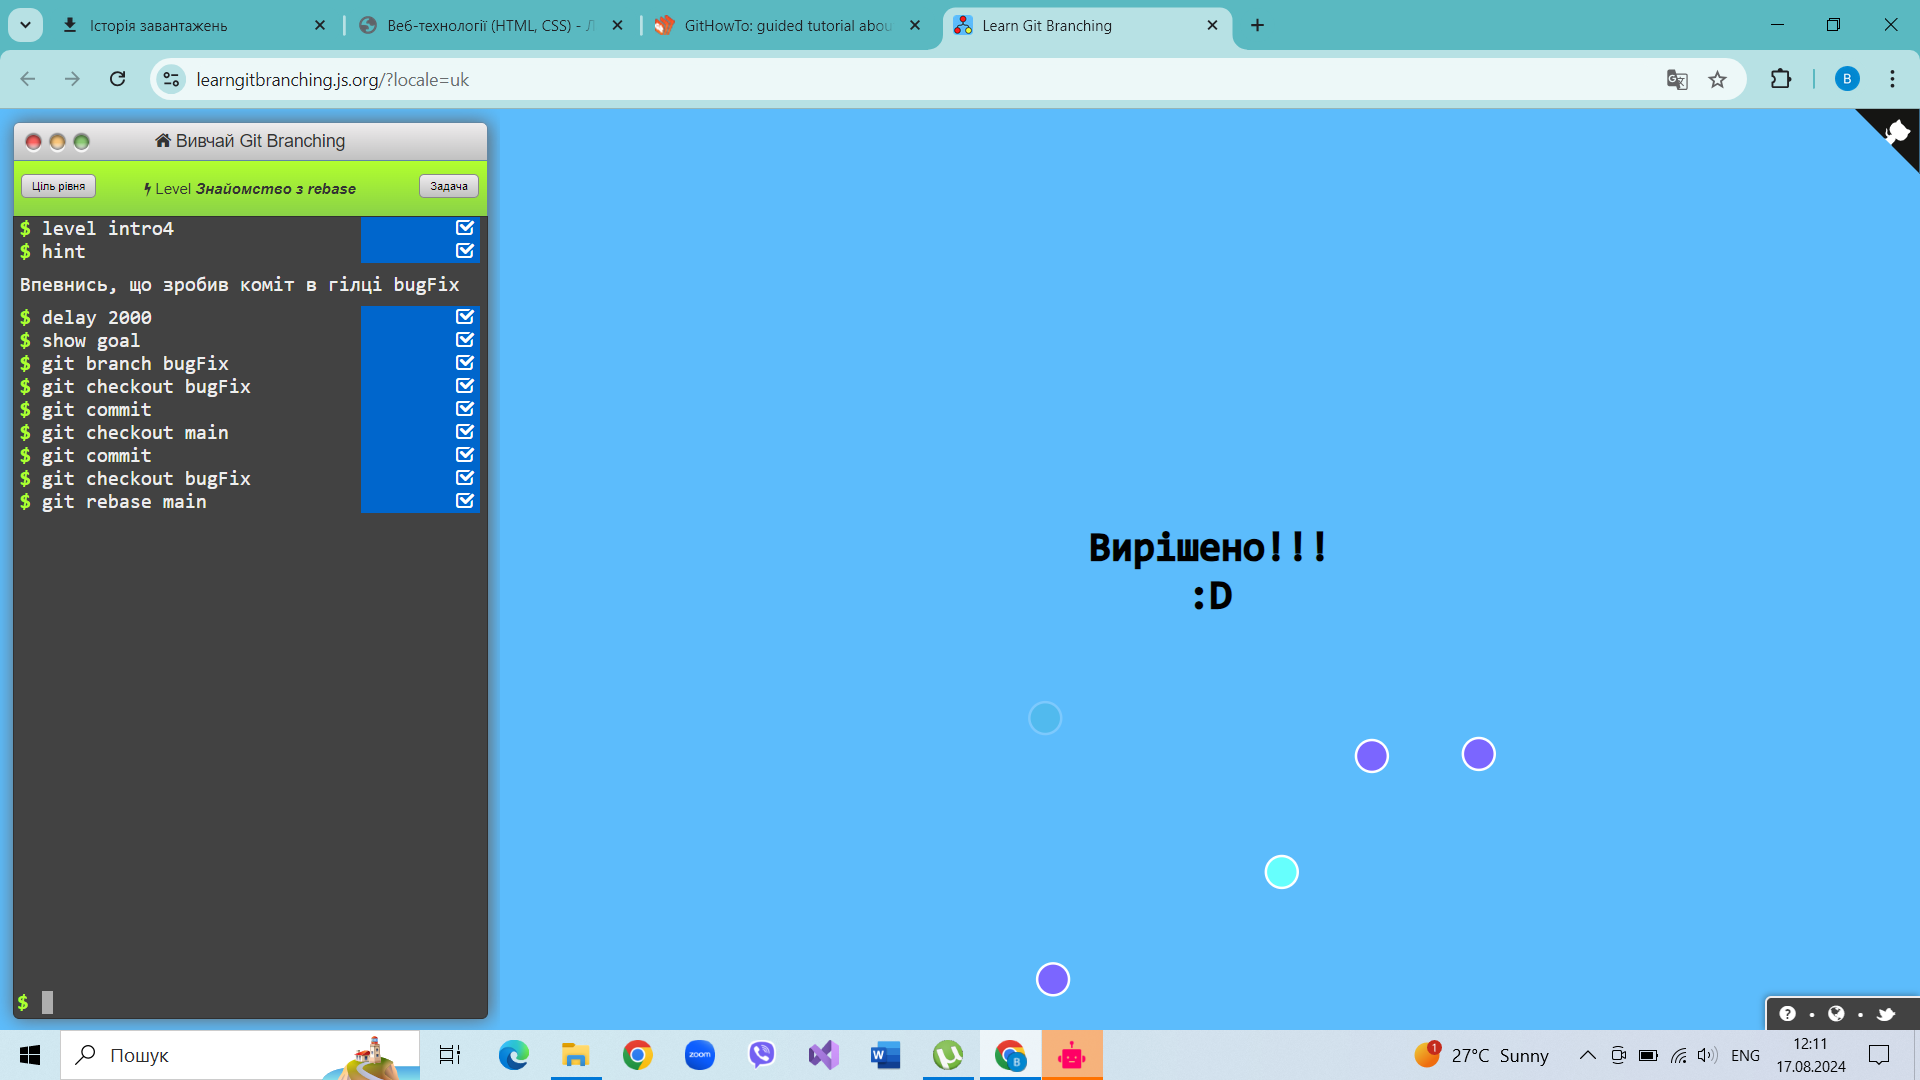 Історія завантажень
Веб-технології (HTML, CSS) - Л
GitHowTo: guided tutorial abou
Learn Git Branching
learngitbranching.js.org/?locale=uk
B
Вивчай Git Branching
Ціль рівня
Level Знайомство з rebase
Задача
$ level intro4
$ hint
Впевнись, що зробив коміт в гілці bugFix
$ delay 2000
$ show goal
$ git branch bugFix
$ git checkout bugFix
$ git commit
$ git checkout main
$ git commit
$ git checkout bugFix
$ git rebase main
$
Вирішено!!!
:D
Пошук
zoom
W
B
1
27°C Sunny
ENG
12:11
17.08.2024